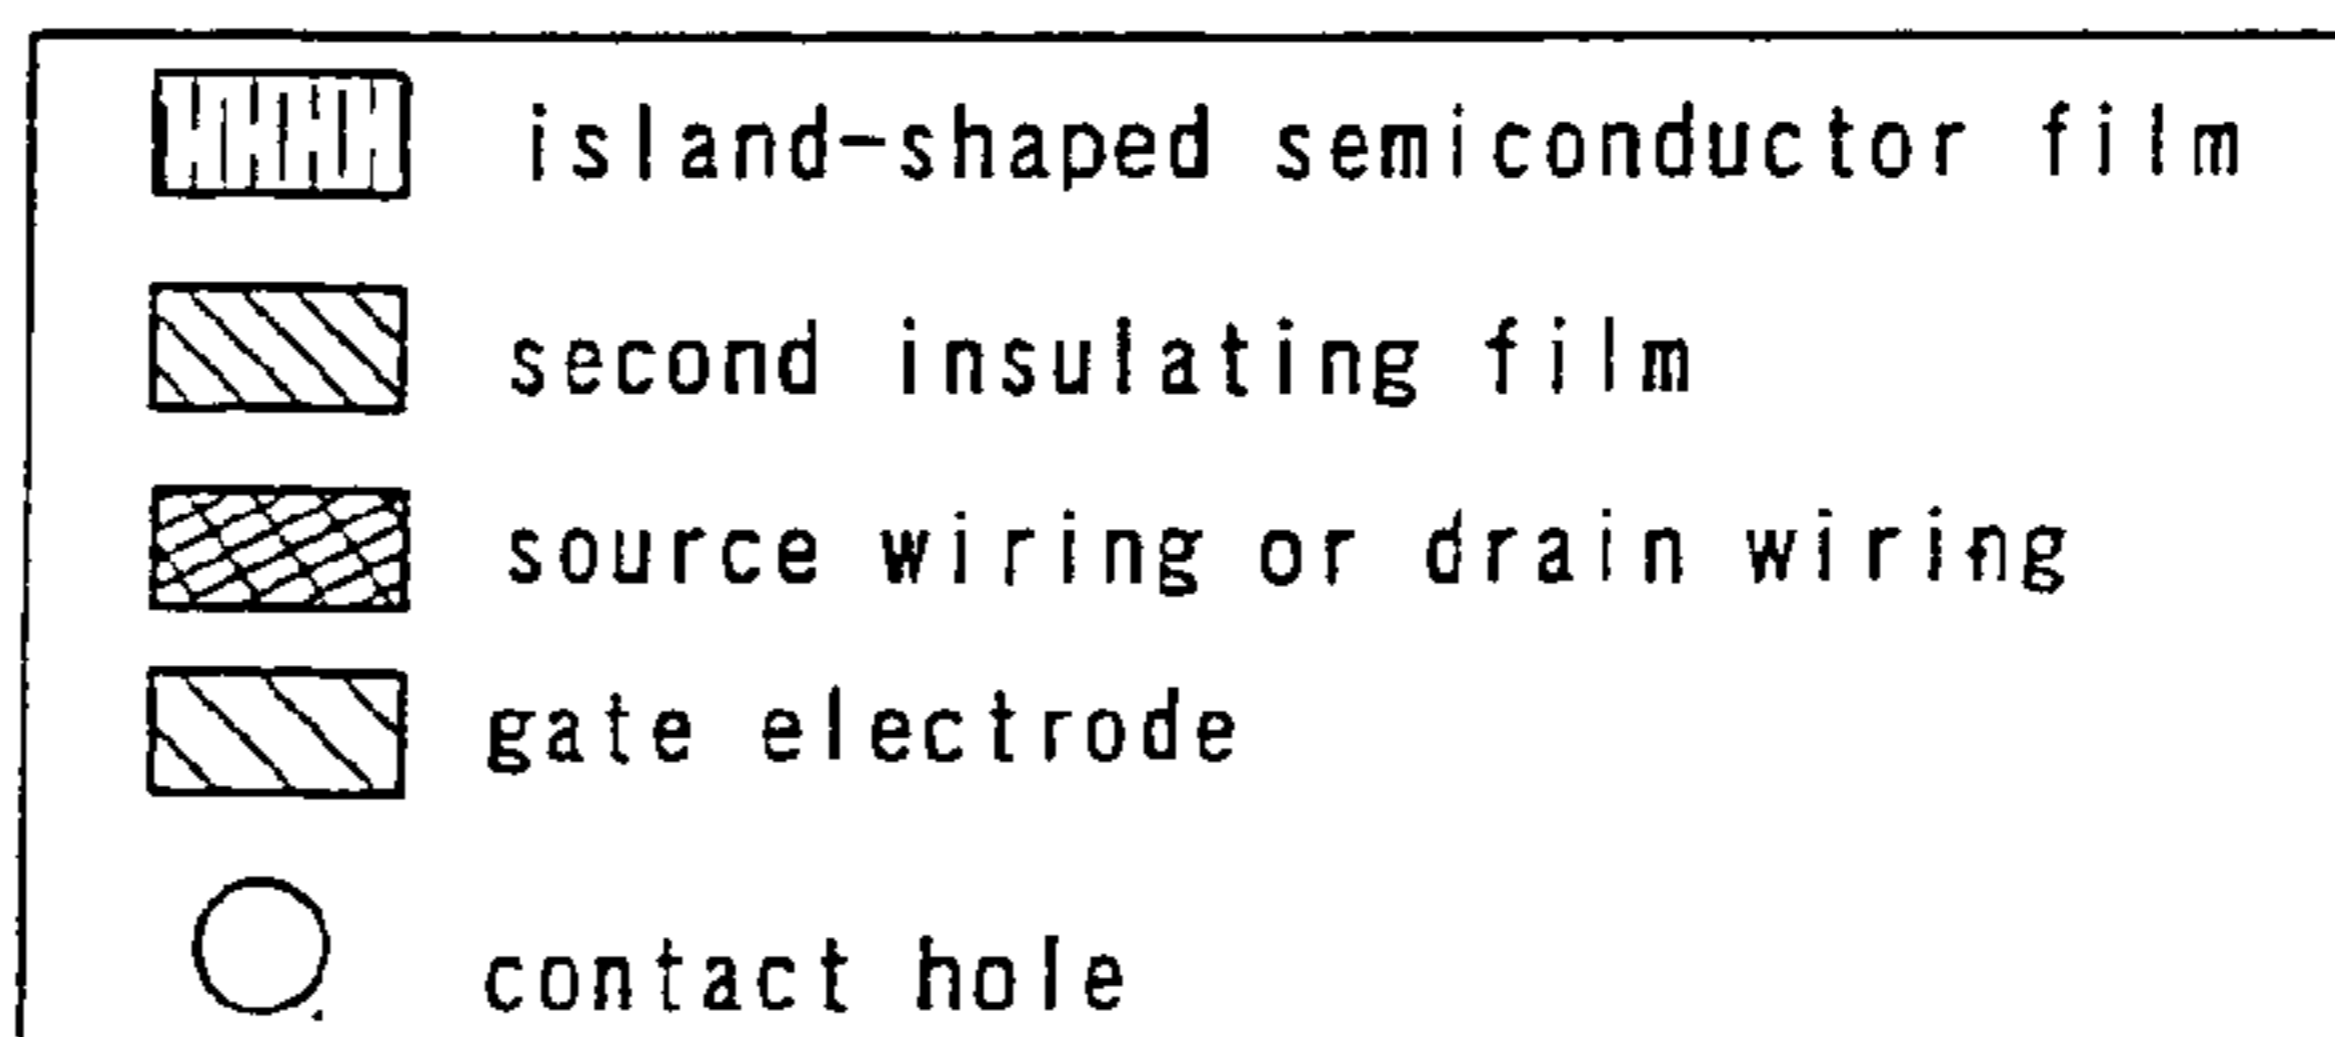 island-shaped semiconductor film
second insulating film
source wiring or drain wiring
gate electrode
contact hole